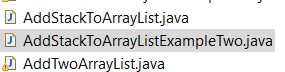 AddStackToArrayList.java
AddStackToArrayListExampleTwo.java
AddTwoArrayList.java